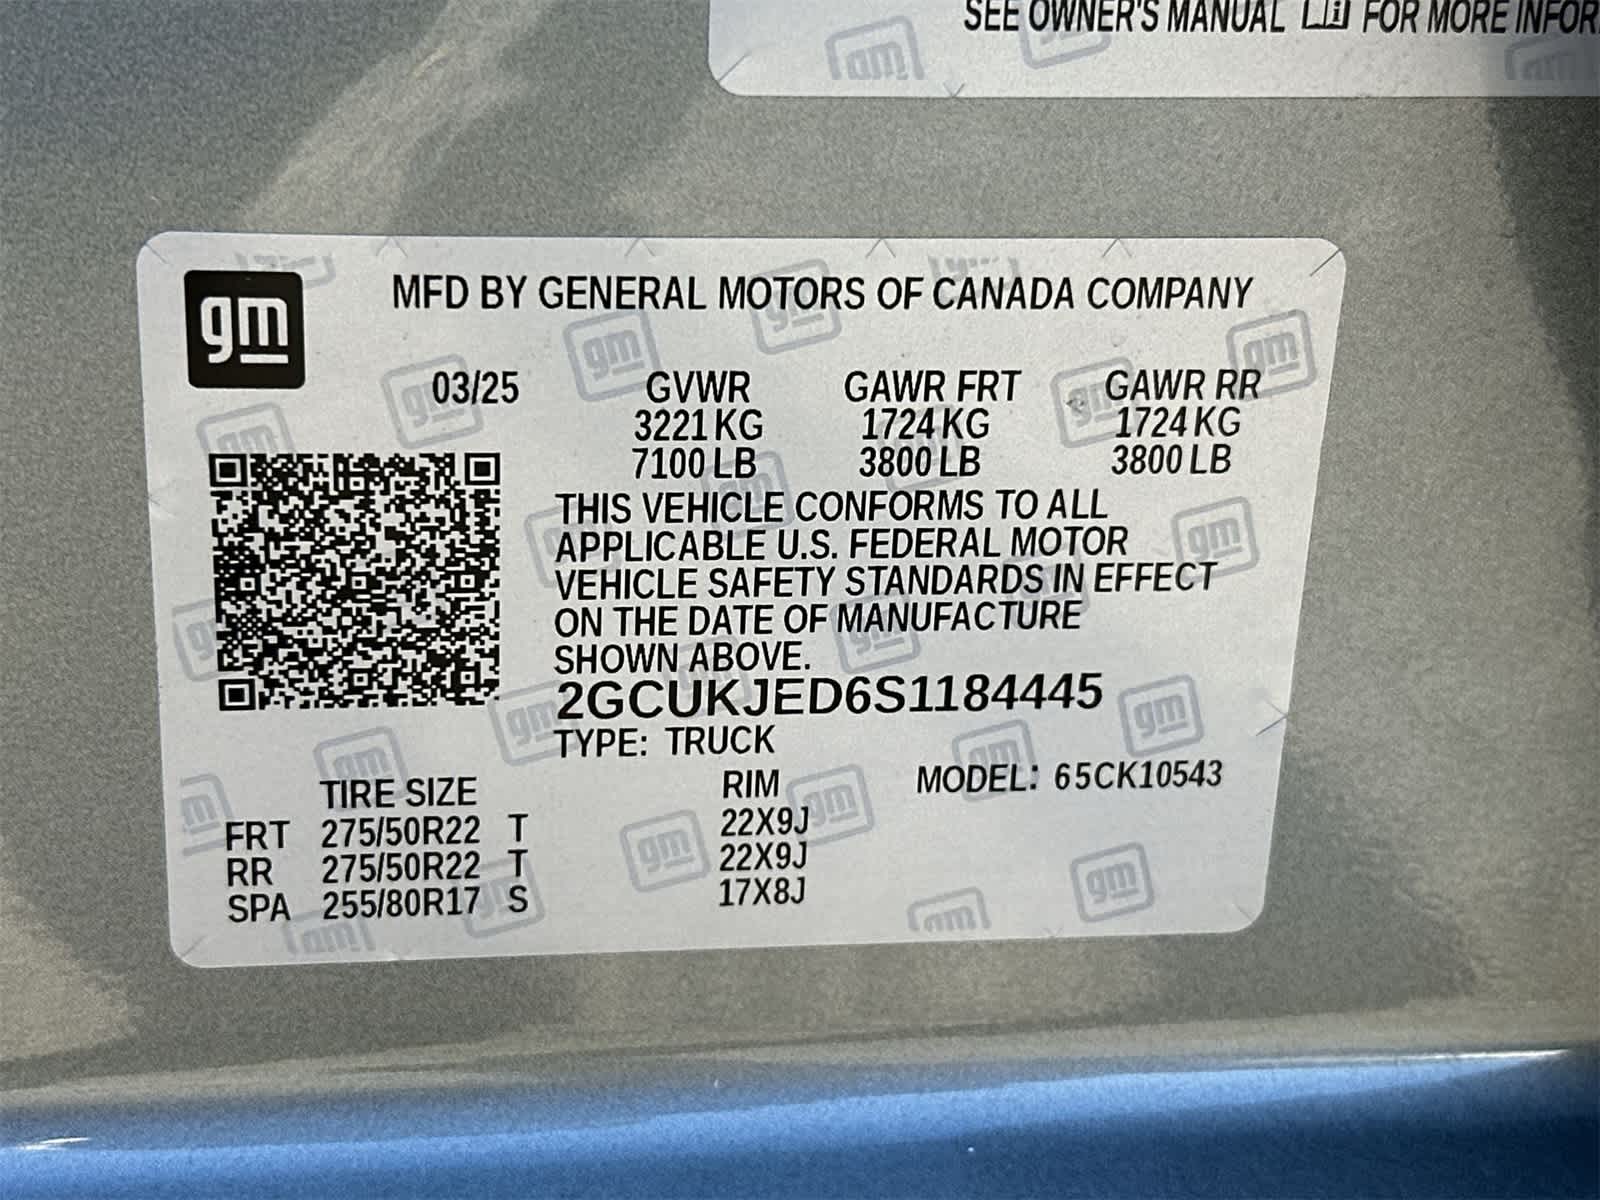 SEE OWNER'S MANUAL FOR MORE
gm
MFD BY GENERAL MOTORS OF CANADA COMPANY
03/25 GVWR GAWR FRT GAWR RR
3221 KG 1724 KG 1724 KG
7100 LB 3800 LB 3800 LB
THIS VEHICLE CONFORMS TO ALL
APPLICABLE U.S. FEDERAL MOTOR
VEHICLE SAFETY STANDARDS IN EFFECT
ON THE DATE OF MANUFACTURE
SHOWN ABOVE.
2GCUKJED6S1184445
TYPE: TRUCK
TIRE SIZE RIM MODEL: 65CK10543
FRT 275/50R22 T 22X9J
RR 275/50R22 T 22X9J
SPA 255/80R17 S 17X8J